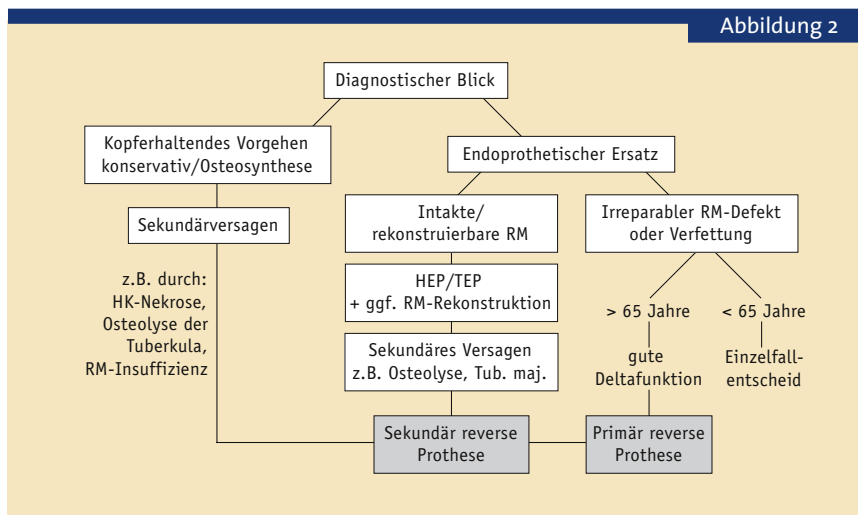 Abbildung 2
Diagnostischer Blick
Kopferhaltendes Vorgehen
konservativ/Osteosynthese
Endoprothetischer Ersatz
Sekundärversagen
Intakte/
rekonstruierbare RM
Irreparabler RM-Defekt
oder Verfettung
z.B. durch:
HK-Nekrose,
Osteolyse der
Tuberkula,
RM-Insuffizienz
HEP/TEP
+ ggf. RM-Rekonstruktion
> 65 Jahre
< 65 Jahre
Sekundäres Versagen
z.B. Osteolyse, Tub. maj.
gute
Deltafunktion
Einzelfall-
entscheid
Sekundär reverse
Prothese
Primär reverse
Prothese